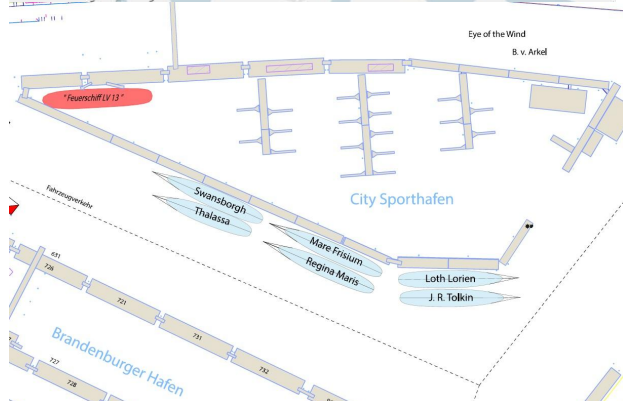 Eye of the Wind
B. v. Arkel
" Feuerschiff LV 13 "
City Sporthafen
Swansborgh
Thalassa
Fahrzeugverkehr
Mare Frisium
Regina Maris
Loth Lorien
J. R. Tolkin
651
726
721
731
732
Brandenburger Hafen
727
728